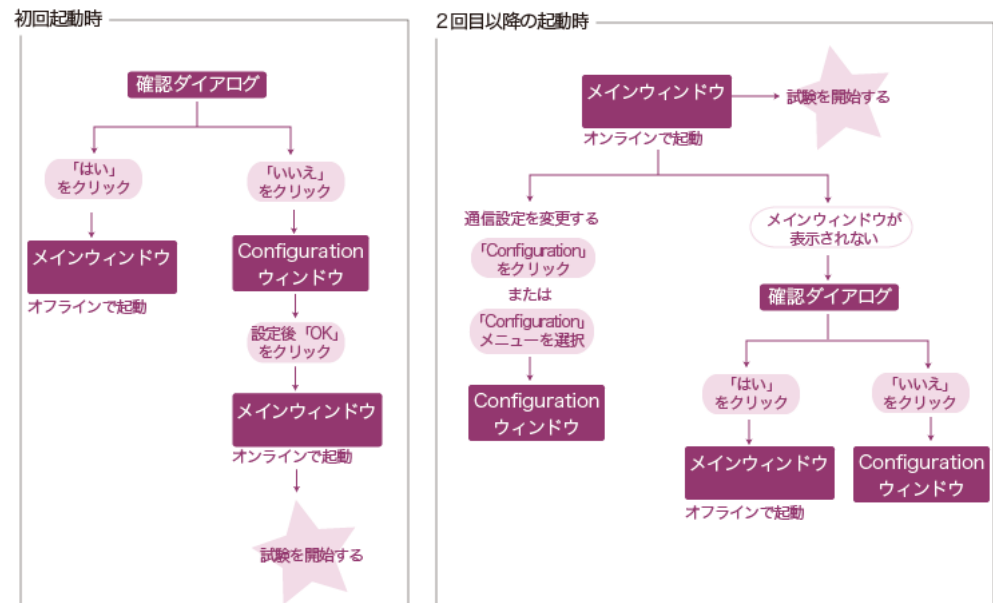 初回起動時
確認ダイアログ
「はい」
をクリック
メインウィンドウ
オフラインで起動
「いいえ」
をクリック
Configuration
ウィンドウ
設定後「OK」
をクリック
メインウィンドウ
オンラインで起動
試験を開始する
2回目以降の起動時
メインウィンドウ
オンラインで起動
試験を開始する
通信設定を変更する
「Configuration」
をクリック
または
「Configuration」
メニューを選択
Configuration
ウィンドウ
メインウィンドウが
表示されない
確認ダイアログ
「はい」
をクリック
メインウィンドウ
オフラインで起動
「いいえ」
をクリック
Configuration
ウィンドウ